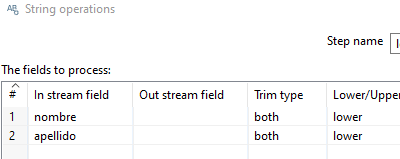 String operations
Step name
The fields to process:
# In stream field Out stream field Trim type Lower/Upper
1 nombre both lower
2 apellido both lower